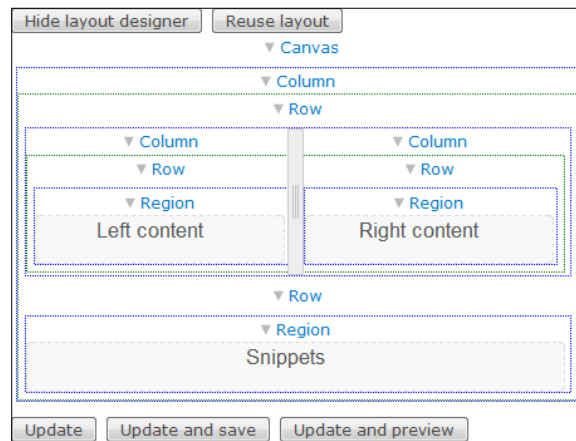 Hide layout designer Reuse layout
▼ Canvas
▼ Column
▼ Row
▼ Column ▼ Column
▼ Row ▼ Row
▼ Region ▼ Region
Left content Right content
▼ Row
▼ Region
Snippets
Update Update and save Update and preview